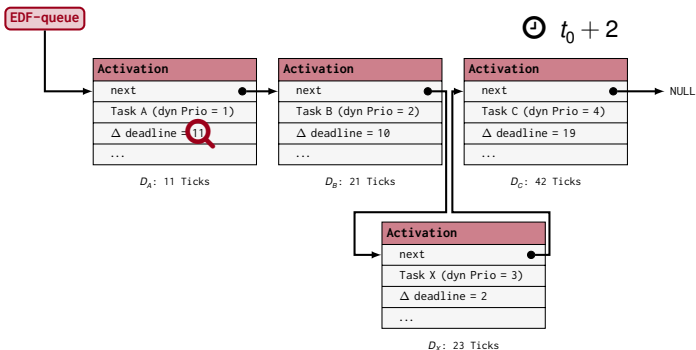 EDF-queue
t0 + 2
Activation
next
Task A (dyn Prio = 1)
Δ deadline = 11
...
DA: 11 Ticks
Activation
next
Task B (dyn Prio = 2)
Δ deadline = 10
...
DB: 21 Ticks
Activation
next
Task C (dyn Prio = 4)
Δ deadline = 19
...
DC: 42 Ticks
NULL
Activation
next
Task X (dyn Prio = 3)
Δ deadline = 2
...
DX: 23 Ticks